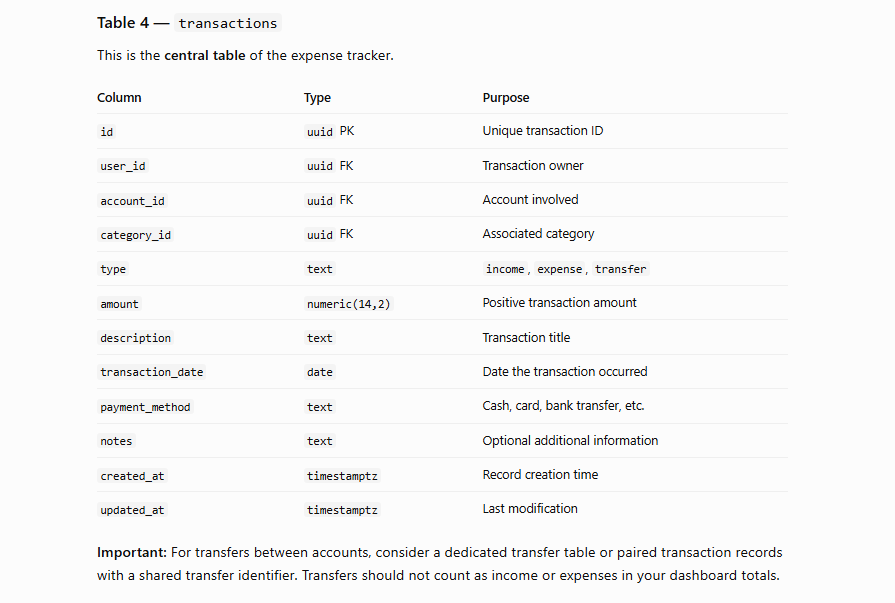 Table 4 — transactions
This is the central table of the expense tracker.
Column Type Purpose
id uuid PK Unique transaction ID
user_id uuid FK Transaction owner
account_id uuid FK Account involved
category_id uuid FK Associated category
type text income, expense, transfer
amount numeric(14,2) Positive transaction amount
description text Transaction title
transaction_date date Date the transaction occurred
payment_method text Cash, card, bank transfer, etc.
notes text Optional additional information
created_at timestamptz Record creation time
updated_at timestamptz Last modification
Important: For transfers between accounts, consider a dedicated transfer table or paired transaction records
with a shared transfer identifier. Transfers should not count as income or expenses in your dashboard totals.